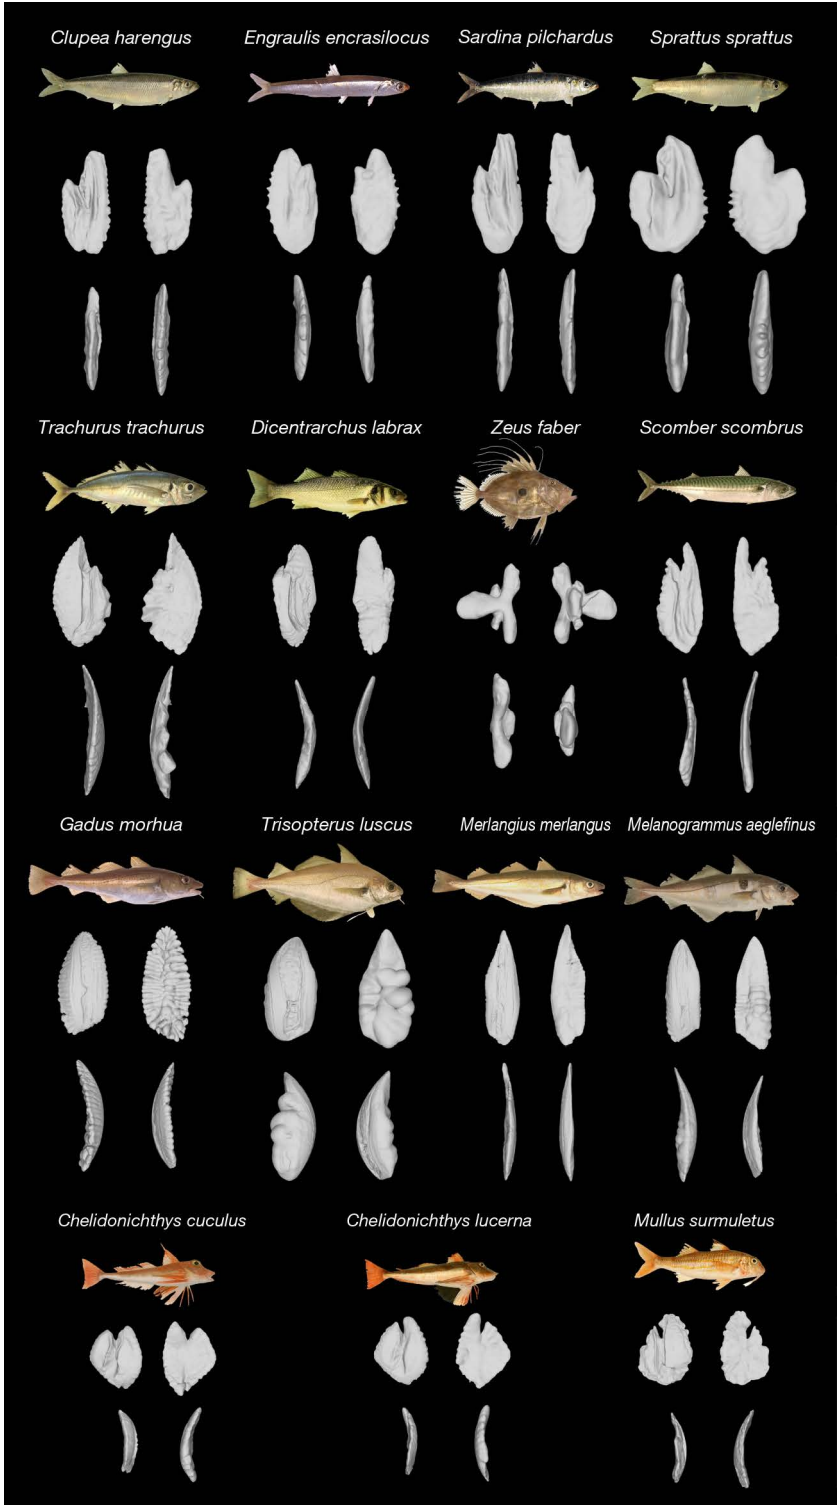 Clupea harengus
Engraulis encrasilocus
Sardina pilchardus
Sprattus sprattus
Trachurus trachurus
Dicentrarchus labrax
Zeus faber
Scomber scombrus
Gadus morhua
Trisopterus luscus
Merlangius merlangus
Melanogrammus aeglefinus
Chelidonichthys cuculus
Chelidonichthys lucerna
Mullus surmuletus